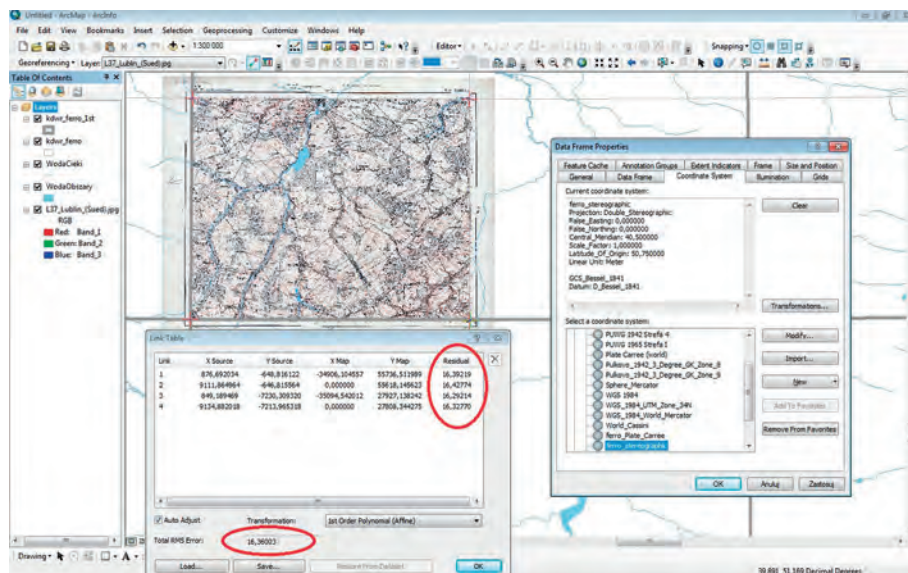 Untitled - ArcMap - ArcInfo
File Edit View Bookmarks Insert Selection Geoprocessing Customize Windows Help
1:300 000
Editor
Snapping
Georeferencing Layer: L37_Lublin_(Sued).jpg
Table Of Contents
Layers
kdwr_ferro_1st
kdwr_ferro
WodaCieki
WodaObszary
L37_Lublin_(Sued).jpg
RGB
Red: Band_1
Green: Band_2
Blue: Band_3
Data Frame Properties
Feature Cache Annotation Groups Extent Indicators Frame Size and Position
General Data Frame Coordinate System Illumination Grids
Current coordinate system:
ferro_stereographic
Projection: Double_Stereographic
False_Easting: 0,000000
False_Northing: 0,000000
Central_Meridian: 40,500000
Scale_Factor: 1,000000
Latitude_Of_Origin: 50,750000
Linear Unit: Meter
GCS_Bessel_1841
Datum: D_Bessel_1841
Clear
Transformations...
Select a coordinate system:
PUWG 1942 Strefa 4
PUWG 1965 Strefa I
Plate Carree (world)
Pulkovo_1942_3_Degree_GK_Zone_8
Pulkovo_1942_3_Degree_GK_Zone_9
Sphere_Mercator
WGS 1984
WGS_1984_UTM_Zone_34N
WGS_1984_World_Mercator
World_Cassini
ferro_Plate_Carree
ferro_stereographic
Modify...
Import...
New
Add To Favorites
Remove From Favorites
OK Anuluj Zastosuj
Link Table
Link X Source Y Source X Map Y Map Residual
1 876,692034 -648,816122 -34906,104557 55736,511989 16,39219
2 9111,864964 -646,815564 0,000000 55618,145623 16,42774
3 849,189469 -7230,309320 -35094,542012 27927,138242 16,29214
4 9134,882018 -7213,965318 0,000000 27808,344275 16,32770
Auto Adjust Transformation: 1st Order Polynomial (Affine)
Total RMS Error: 16,36003
Load... Save... Restore From Dataset OK
Drawing
39,891 51,169 Decimal Degrees